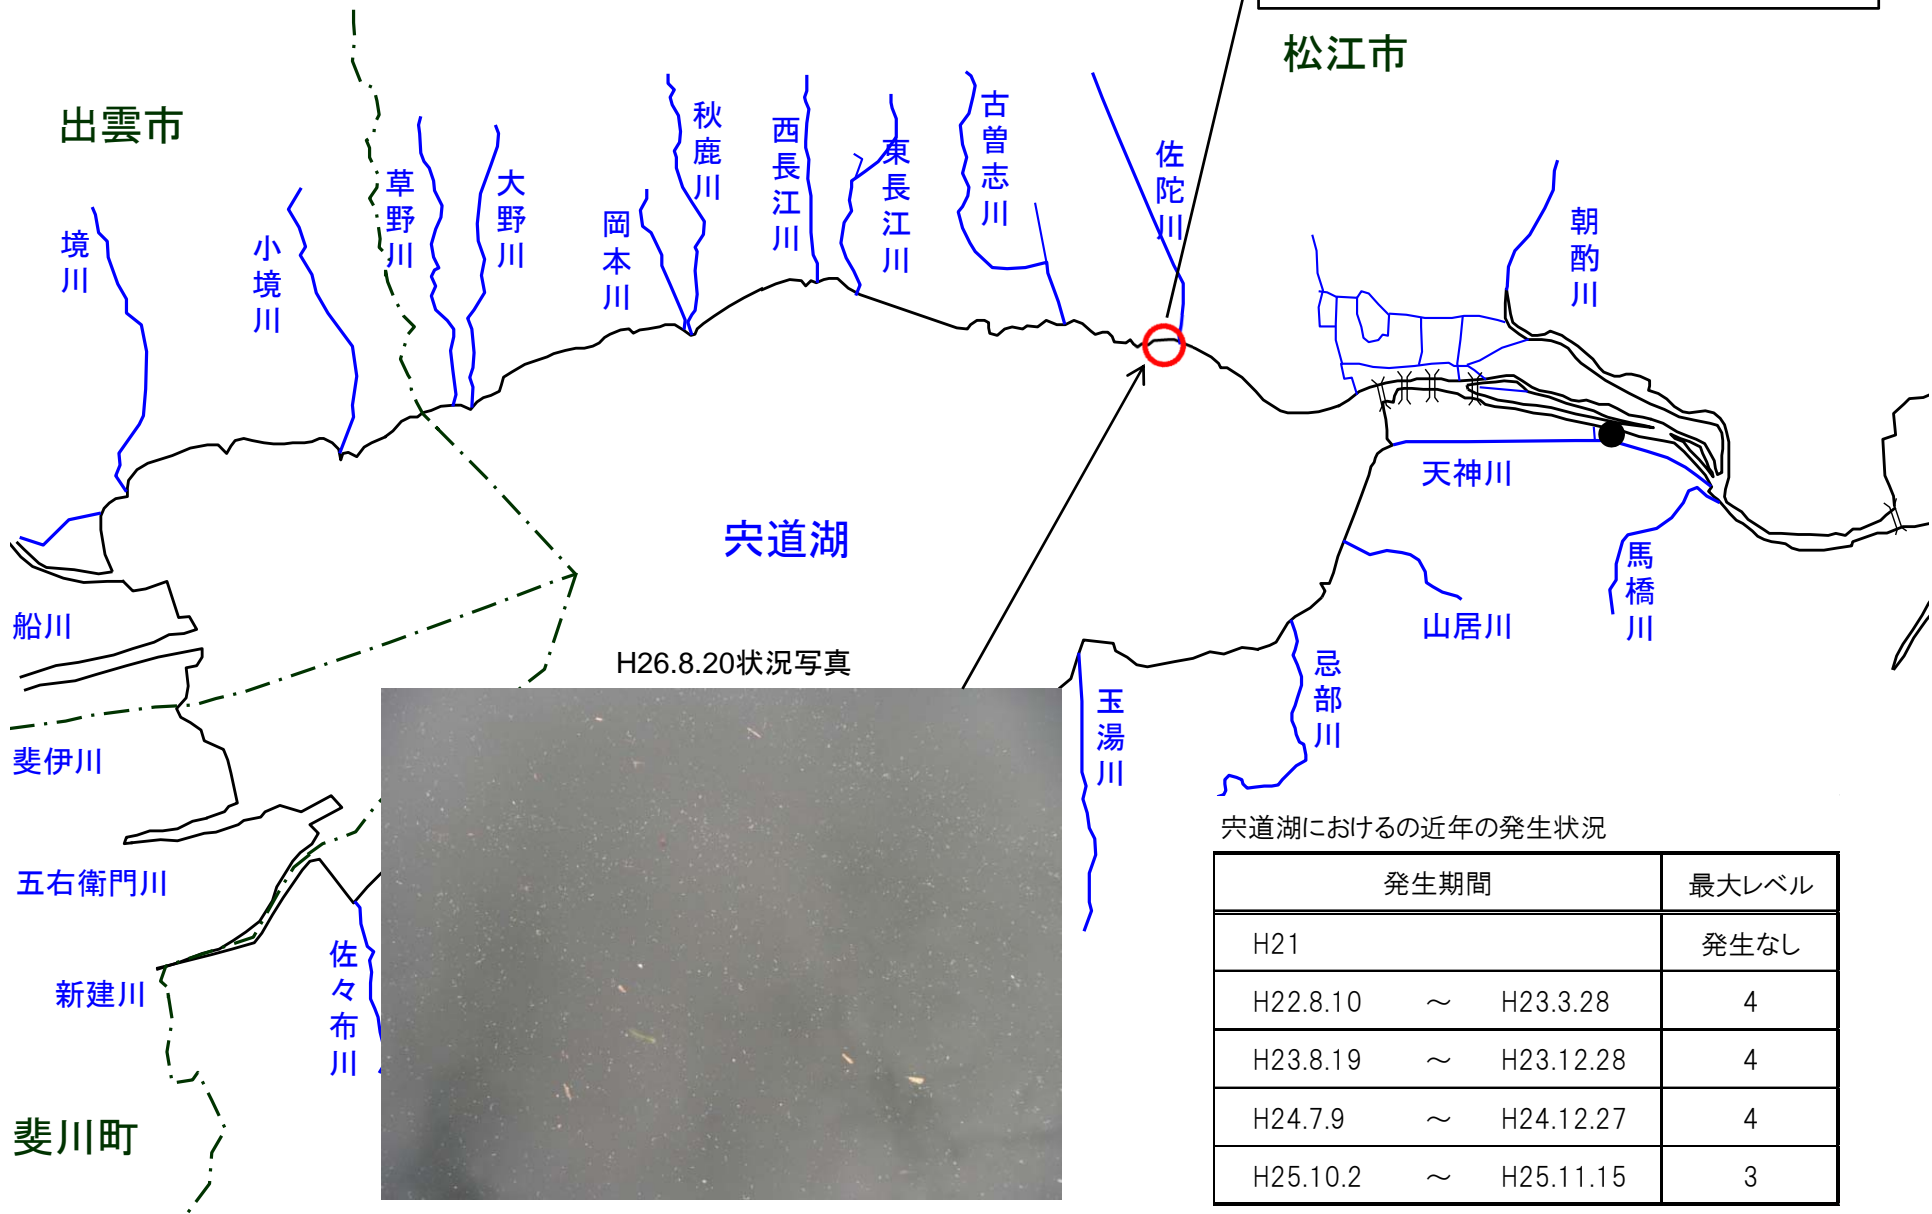 松江市
出雲市
境川
小境川
草野川
大野川
岡本川
秋鹿川
西長江川
東長江川
古曽志川
佐陀川
朝酌川
天神川
宍道湖
馬橋川
山居川
船川
H26.8.20状況写真
忌部川
玉湯川
斐伊川
五右衛門川
佐々布川
新建川
斐川町
宍道湖におけるの近年の発生状況
発生期間 最大レベル
H21 発生なし
H22.8.10 ～ H23.3.28 4
H23.8.19 ～ H23.12.28 4
H24.7.9 ～ H24.12.27 4
H25.10.2 ～ H25.11.15 3